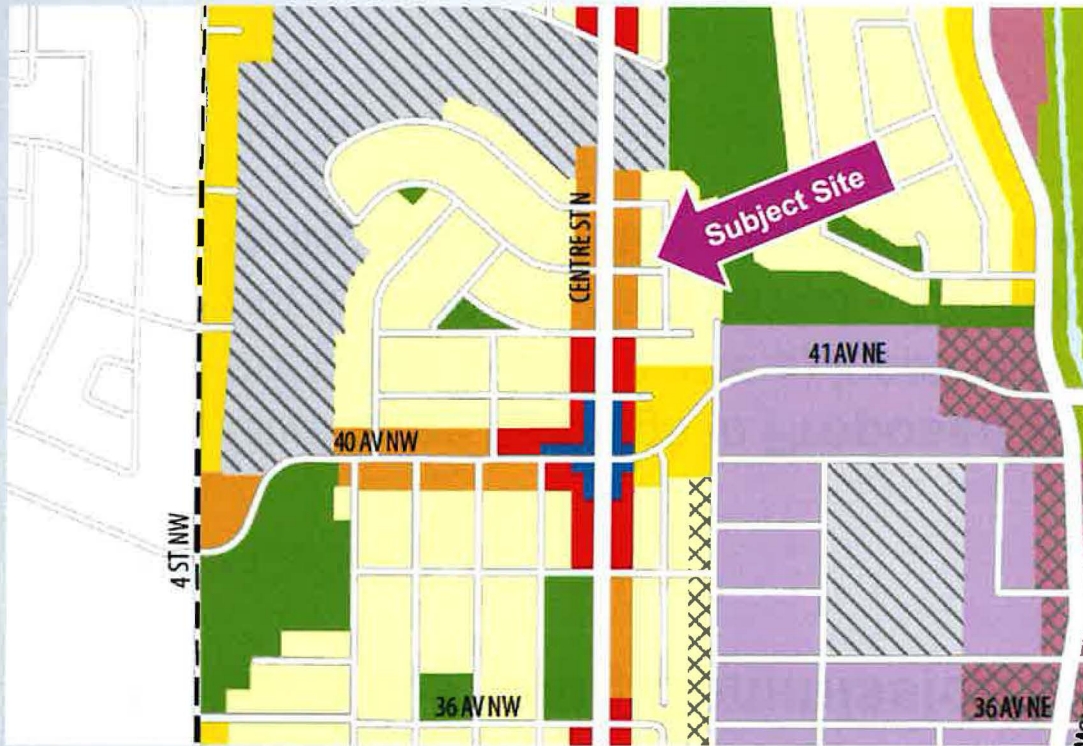 Subject Site
CENTRE ST N
41 AV NE
40 AV NW
4 ST NW
36 AV NW
36 AV NE